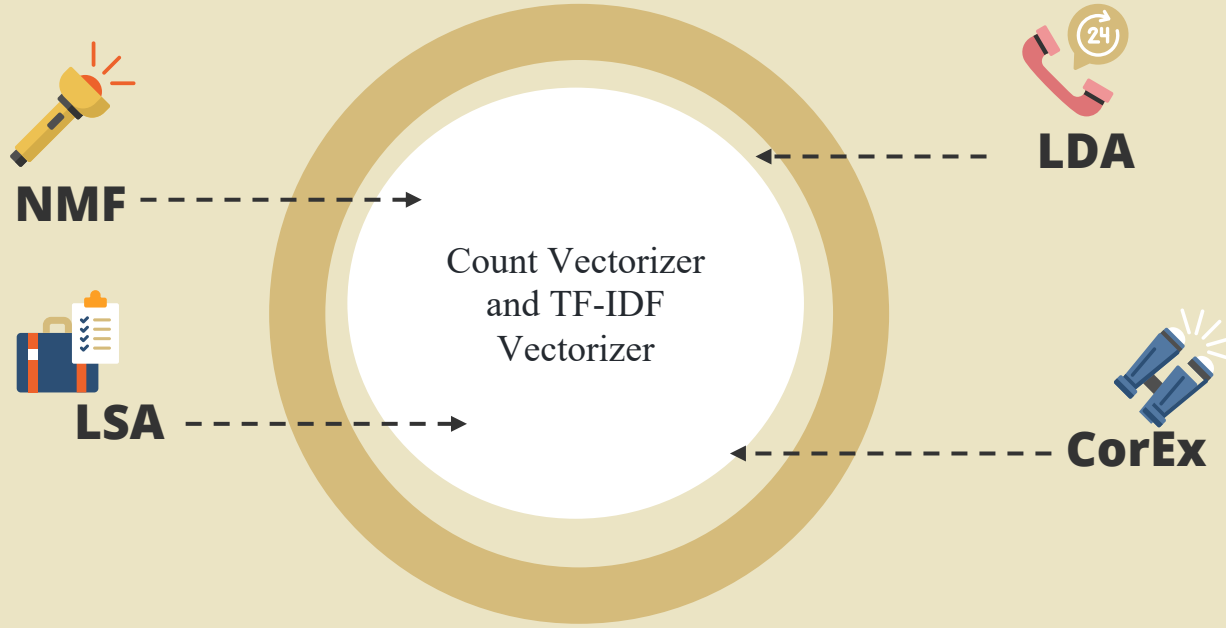 24
LDA
NMF
Count Vectorizer
and TF-IDF
Vectorizer
LSA
CorEx